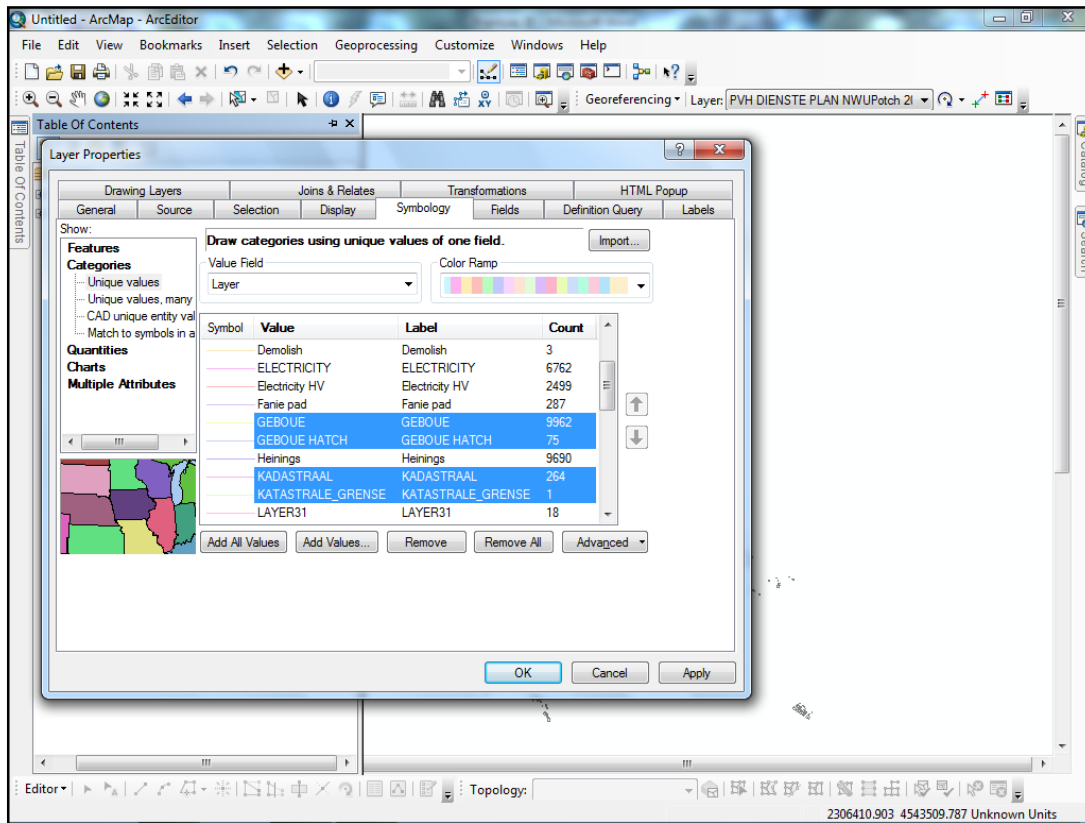 Untitled - ArcMap - ArcEditor
File Edit View Bookmarks Insert Selection Geoprocessing Customize Windows Help
Georeferencing Layer: PVH DIENSTE PLAN NWUPotch 2
Table Of Contents
Table Of Contents
Catalog
Search
Layer Properties
Drawing Layers Joins & Relates Transformations HTML Popup
General Source Selection Display Symbology Fields Definition Query Labels
Show:
Features
Categories
Unique values
Unique values, many
CAD unique entity val
Match to symbols in a
Quantities
Charts
Multiple Attributes
Draw categories using unique values of one field.
Import...
Value Field
Layer
Color Ramp
Symbol Value Label Count
Demolish Demolish 3
ELECTRICITY ELECTRICITY 6762
Electricity HV Electricity HV 2499
Fanie pad Fanie pad 287
GEBOUE GEBOUE 9962
GEBOUE HATCH GEBOUE HATCH 75
Heinings Heinings 9690
KADASTRAAL KADASTRAAL 264
KATASTRALE_GRENSE KATASTRALE_GRENSE 1
LAYER31 LAYER31 18
Add All Values Add Values... Remove Remove All Advanced
OK Cancel Apply
Editor Topology:
2306410.903 4543509.787 Unknown Units